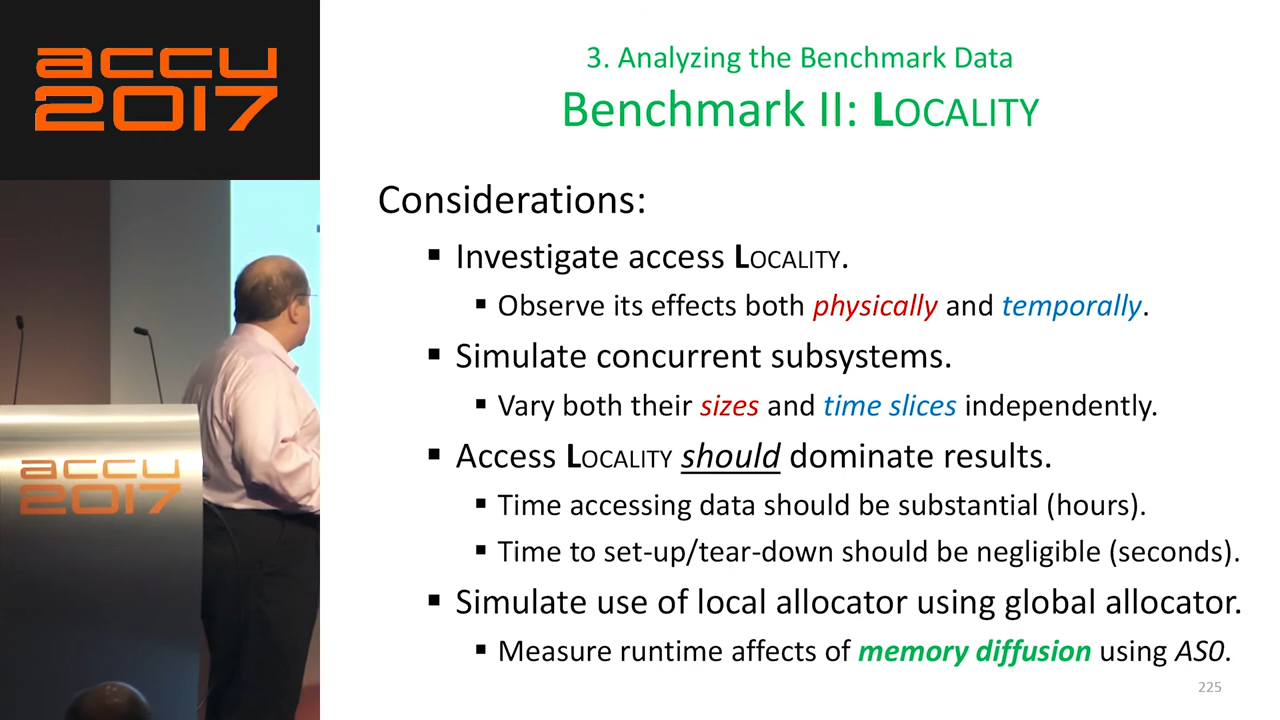 accu
2017
3. Analyzing the Benchmark Data
Benchmark II: LOCALITY
Considerations:
▪ Investigate access LOCALITY.
▪ Observe its effects both physically and temporally.
▪ Simulate concurrent subsystems.
▪ Vary both their sizes and time slices independently.
▪ Access LOCALITY should dominate results.
▪ Time accessing data should be substantial (hours).
▪ Time to set-up/tear-down should be negligible (seconds).
▪ Simulate use of local allocator using global allocator.
▪ Measure runtime affects of memory diffusion using AS0.
225
accu
2017